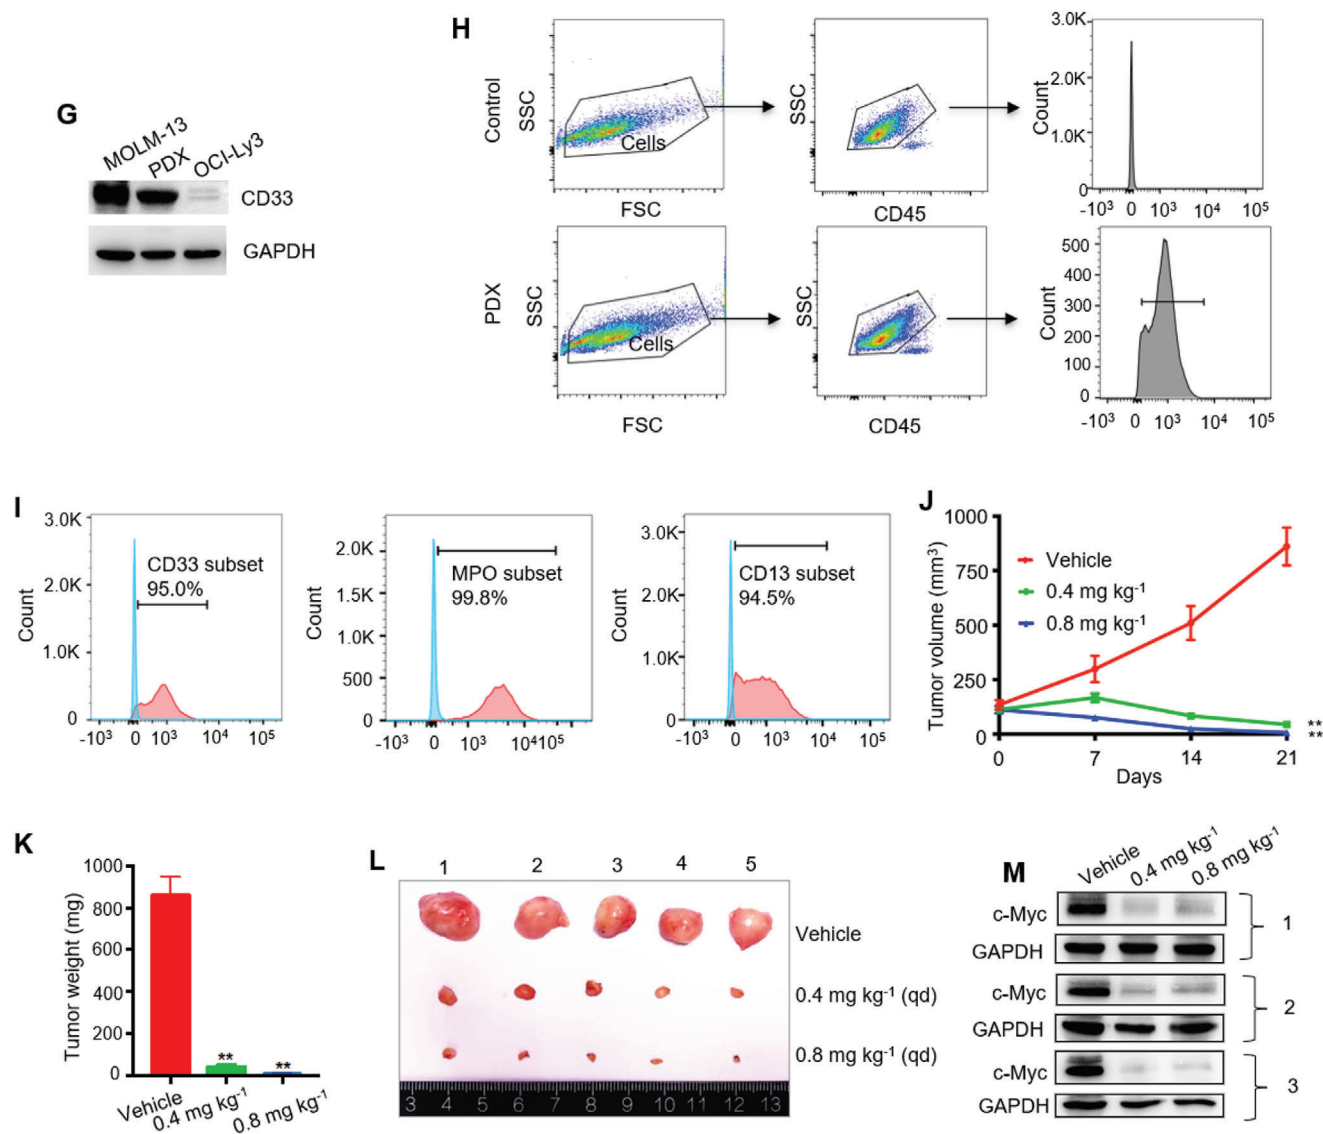 G
MOLM-13
PDX
OCI-Ly3
CD33
GAPDH
H
Control
SSC
Cells
FSC
SSC
CD45
Count
3.0K
2.0K
1.0K
0
-10³ 0 10³ 10⁴ 10⁵
PDX
SSC
Cells
FSC
SSC
CD45
Count
500
400
300
200
100
0
-10³ 0 10³ 10⁴ 10⁵
I
Count
3.0K
2.0K
1.0K
0
CD33 subset
95.0%
-10³ 0 10³ 10⁴ 10⁵
Count
2.0K
1.5K
1.0K
500
0
MPO subset
99.8%
-10³ 0 10³ 10⁴10⁵
Count
3.0K
2.0K
1.0K
0
CD13 subset
94.5%
-10³ 0 10³ 10⁴ 10⁵
J
Tumor volume (mm³)
1000
750
500
250
0
Vehicle
0.4 mg kg⁻¹
0.8 mg kg⁻¹
**
**
0 7 14 21
Days
K
Tumor weight (mg)
1000
800
600
400
200
0
**
**
Vehicle
0.4 mg kg⁻¹
0.8 mg kg⁻¹
L
1 2 3 4 5
Vehicle
0.4 mg kg⁻¹ (qd)
0.8 mg kg⁻¹ (qd)
3 4 5 6 7 8 9 10 11 12 13
M
Vehicle
0.4 mg kg⁻¹
0.8 mg kg⁻¹
c-Myc
GAPDH
1
c-Myc
GAPDH
2
c-Myc
GAPDH
3